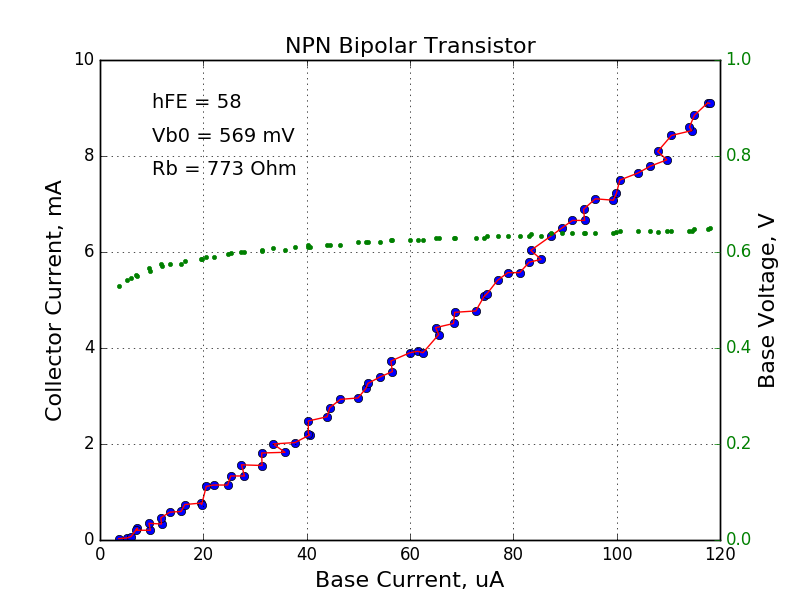 NPN Bipolar Transistor
hFE = 58
Vb0 = 569 mV
Rb = 773 Ohm
Collector Current, mA
10
8
6
4
2
0
1.0
0.8
0.6
0.4
0.2
0.0
Base Voltage, V
0 20 40 60 80 100 120
Base Current, uA